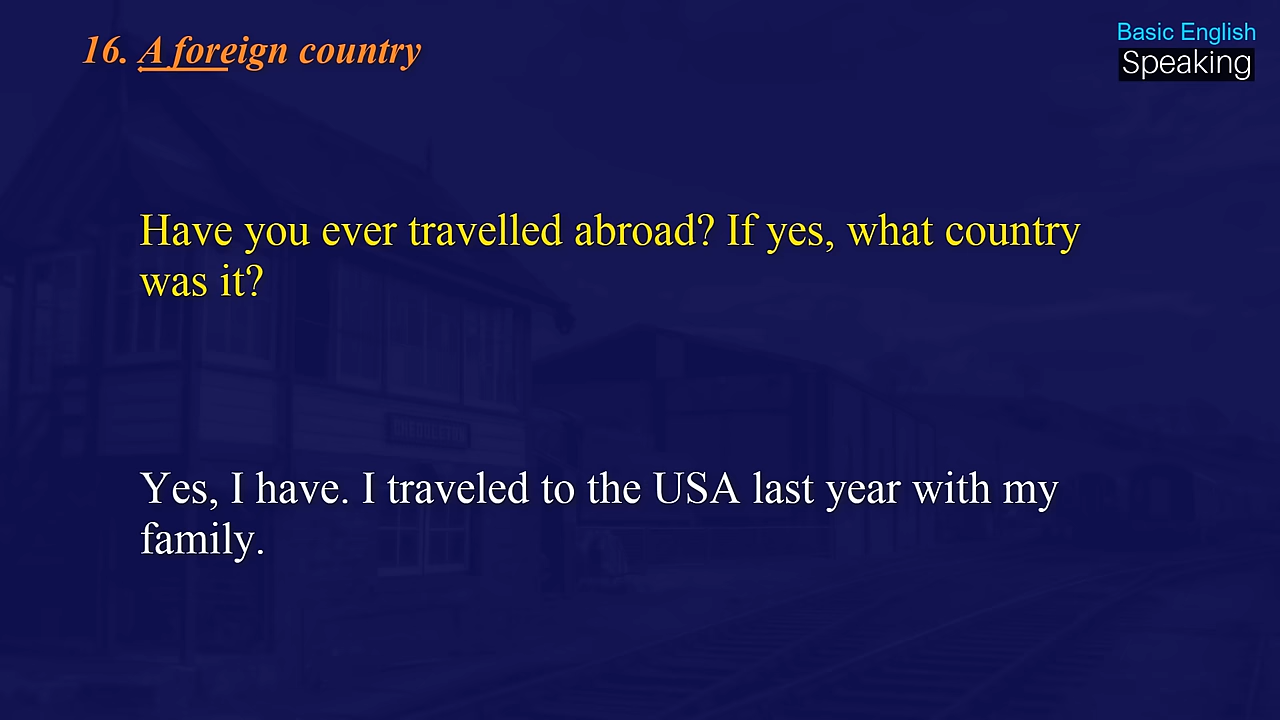 16. A foreign country
Basic English
Speaking
Have you ever travelled abroad? If yes, what country
was it?
Yes, I have. I traveled to the USA last year with my
family.